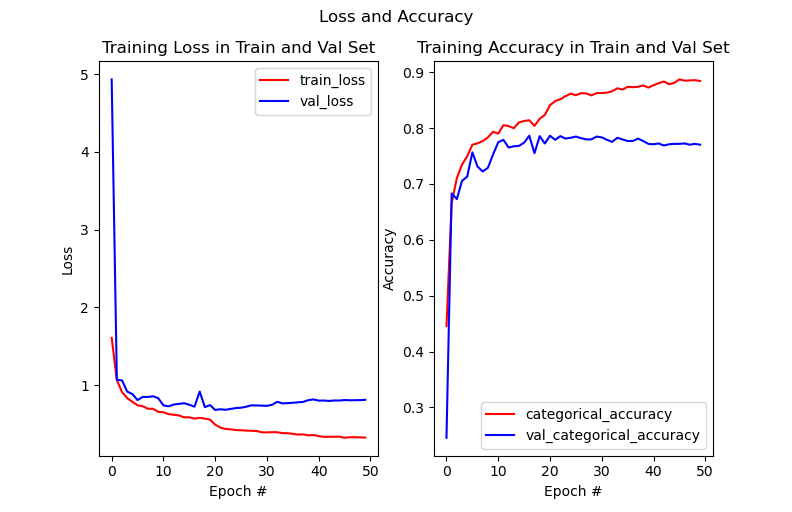 Loss and Accuracy
Training Loss in Train and Val Set
5
4
3
2
1
Loss
0
10
20
30
40
50
Epoch #
train_loss
val_loss
Training Accuracy in Train and Val Set
0.9
0.8
0.7
0.6
0.5
0.4
0.3
Accuracy
0
10
20
30
40
50
Epoch #
categorical_accuracy
val_categorical_accuracy